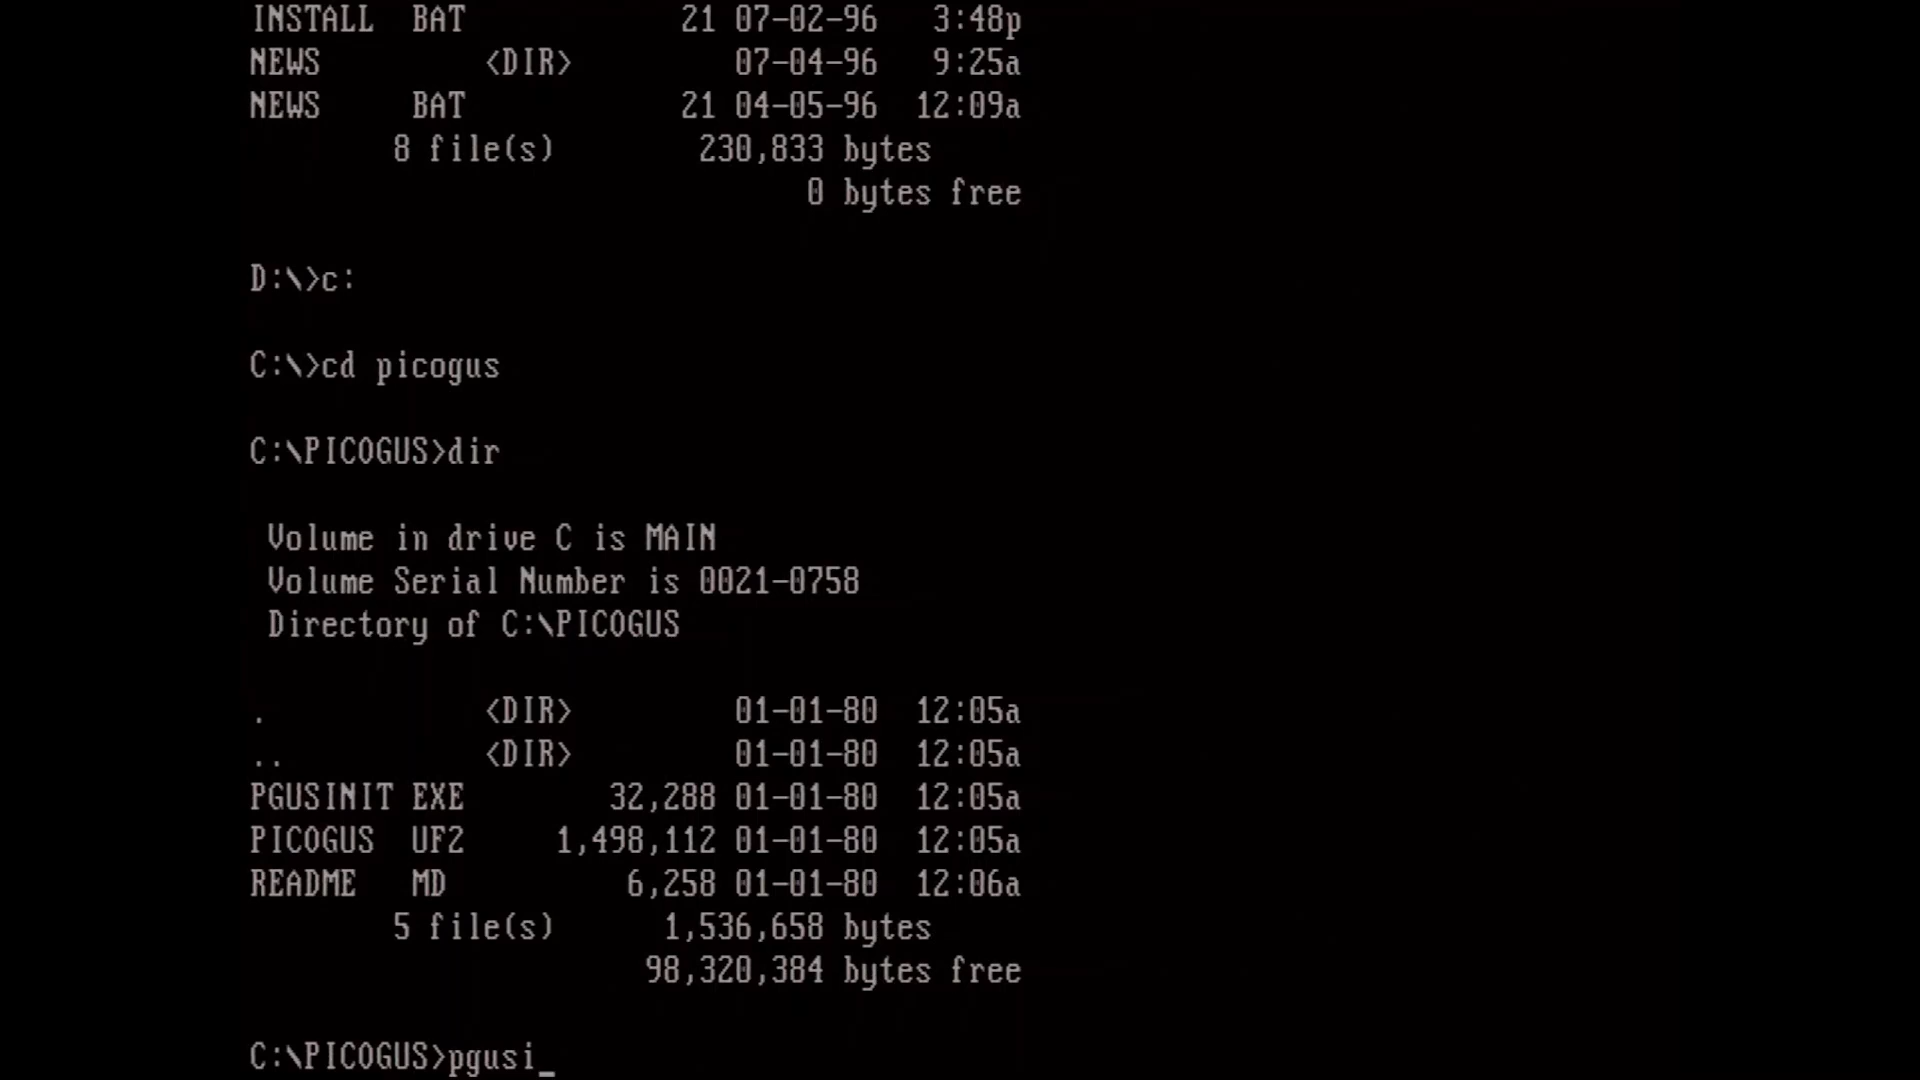 INSTALL  BAT            21 07-02-96   3:48p
NEWS         <DIR>         07-04-96   9:25a
NEWS     BAT            21 04-05-96  12:09a
        8 file(s)        230,833 bytes
                               0 bytes free
D:\>c:
C:\>cd picogus
C:\PICOGUS>dir
 Volume in drive C is MAIN
 Volume Serial Number is 0021-0758
 Directory of C:\PICOGUS
.            <DIR>         01-01-80  12:05a
..           <DIR>         01-01-80  12:05a
PGUSINIT EXE        32,288 01-01-80  12:05a
PICOGUS  UF2     1,498,112 01-01-80  12:05a
README   MD          6,258 01-01-80  12:06a
        5 file(s)      1,536,658 bytes
                      98,320,384 bytes free
C:\PICOGUS>pgusi_